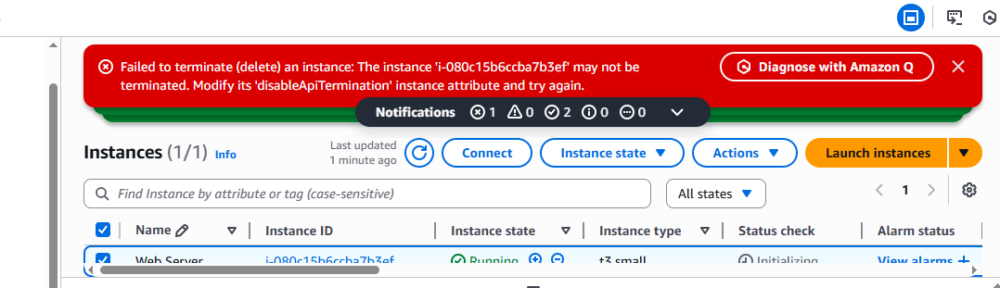 Failed to terminate (delete) an instance: The instance 'i-080c15b6ccba7b3ef' may not be
terminated. Modify its 'disableApiTermination' instance attribute and try again.
Diagnose with Amazon Q
Notifications 1 0 2 0 0
Instances (1/1) Info
Last updated
1 minute ago
Connect
Instance state
Actions
Launch instances
Find Instance by attribute or tag (case-sensitive)
All states
1
Name Instance ID Instance state Instance type Status check Alarm status
Web Server i-080c15b6ccba7b3ef Running t3.small Initializing View alarms +